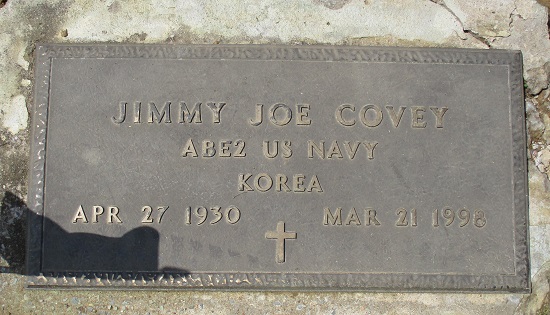 JIMMY JOE COVEY
ABE2 US NAVY
KOREA
APR 27 1930 MAR 21 1998